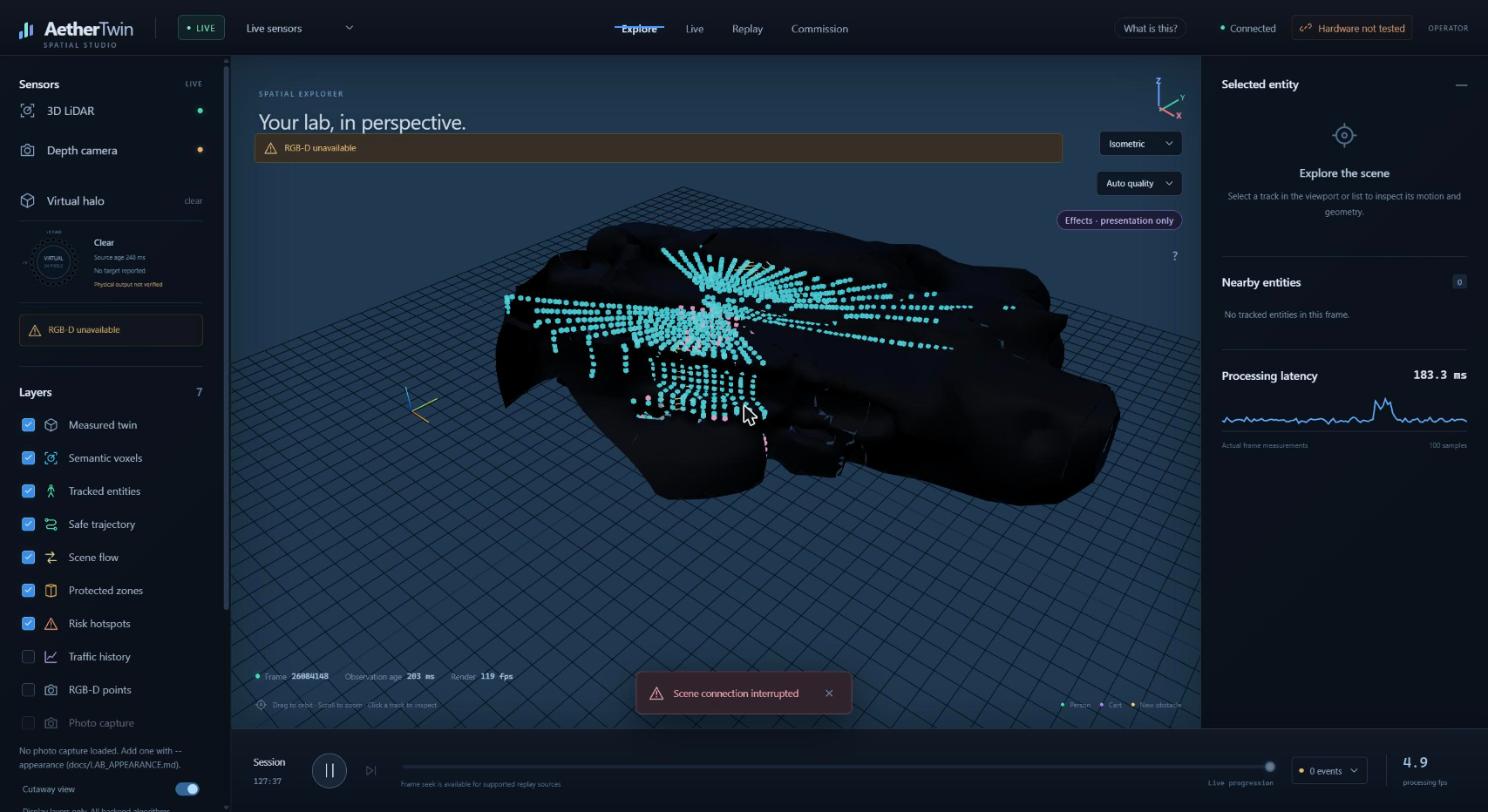 AetherTwin
SPATIAL STUDIO
LIVE
Live sensors
Explore
Live
Replay
Commission
What is this?
Connected
Hardware not tested
OPERATOR
Sensors
LIVE
3D LiDAR
Depth camera
Virtual halo
clear
VIRTUAL
Clear
Source age 248 ms
No target reported
Physical output not verified
RGB-D unavailable
Layers
7
Measured twin
Semantic voxels
Tracked entities
Safe trajectory
Scene flow
Protected zones
Risk hotspots
Traffic history
RGB-D points
Photo capture
No photo capture loaded. Add one with --
appearance (docs/LAB_APPEARANCE.md).
Cutaway view
Display layers only. All backend algorithms
SPATIAL EXPLORER
Your lab, in perspective.
RGB-D unavailable
Z
Y
X
Isometric
Auto quality
Effects · presentation only
?
Frame 26084148 Observation age 203 ms Render 119 fps
Drag to orbit · Scroll to zoom · Click a track to inspect
Scene connection interrupted
Person
Cart
New obstacle
Session
127:37
Frame seek is available for supported replay sources
Live progression
0 events
4.9
processing fps
Selected entity
Explore the scene
Select a track in the viewport or list to inspect its motion and
geometry.
Nearby entities
0
No tracked entities in this frame.
Processing latency
183.3 ms
Actual frame measurements
100 samples